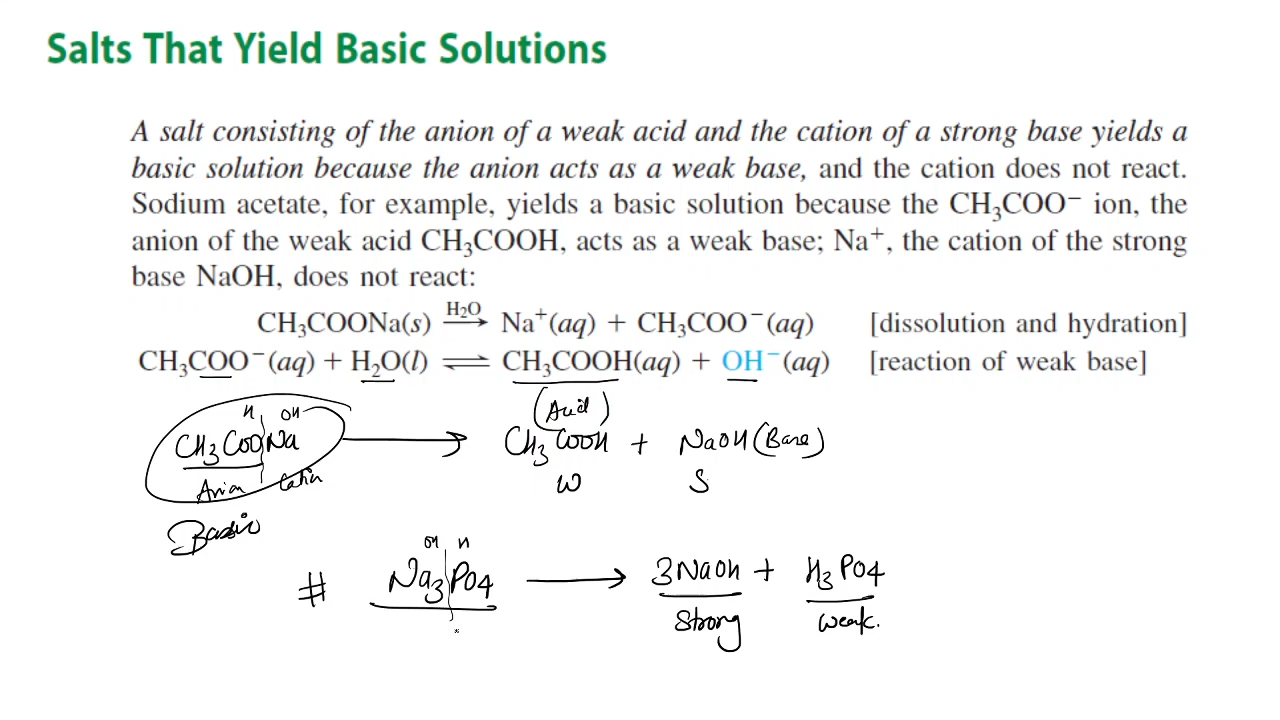 Salts That Yield Basic Solutions
A salt consisting of the anion of a weak acid and the cation of a strong base yields a
basic solution because the anion acts as a weak base, and the cation does not react.
Sodium acetate, for example, yields a basic solution because the CH₃COO⁻ ion, the
anion of the weak acid CH₃COOH, acts as a weak base; Na⁺, the cation of the strong
base NaOH, does not react:
CH₃COONa(s) —H₂O→ Na⁺(aq) + CH₃COO⁻(aq) [dissolution and hydration]
CH₃COO⁻(aq) + H₂O(l) ⇌ CH₃COOH(aq) + OH⁻(aq) [reaction of weak base]
H OH (Acid)
CH₃COO Na → CH₃COOH + NaOH (Base)
Anion Cation W S
Basic
OH H
# Na₃PO₄ → 3NaOH + H₃PO₄
Strong weak.